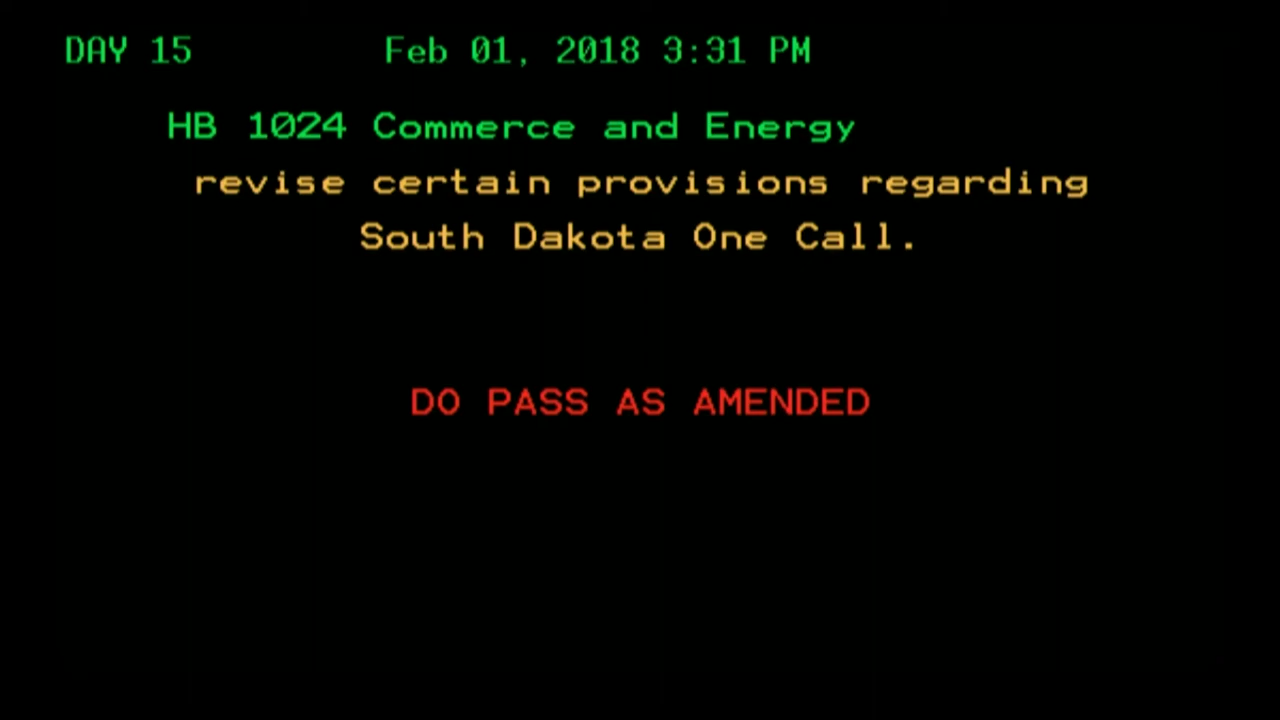 DAY 15 Feb 01, 2018 3:31 PM
HB 1024 Commerce and Energy
revise certain provisions regarding
South Dakota One Call.
DO PASS AS AMENDED